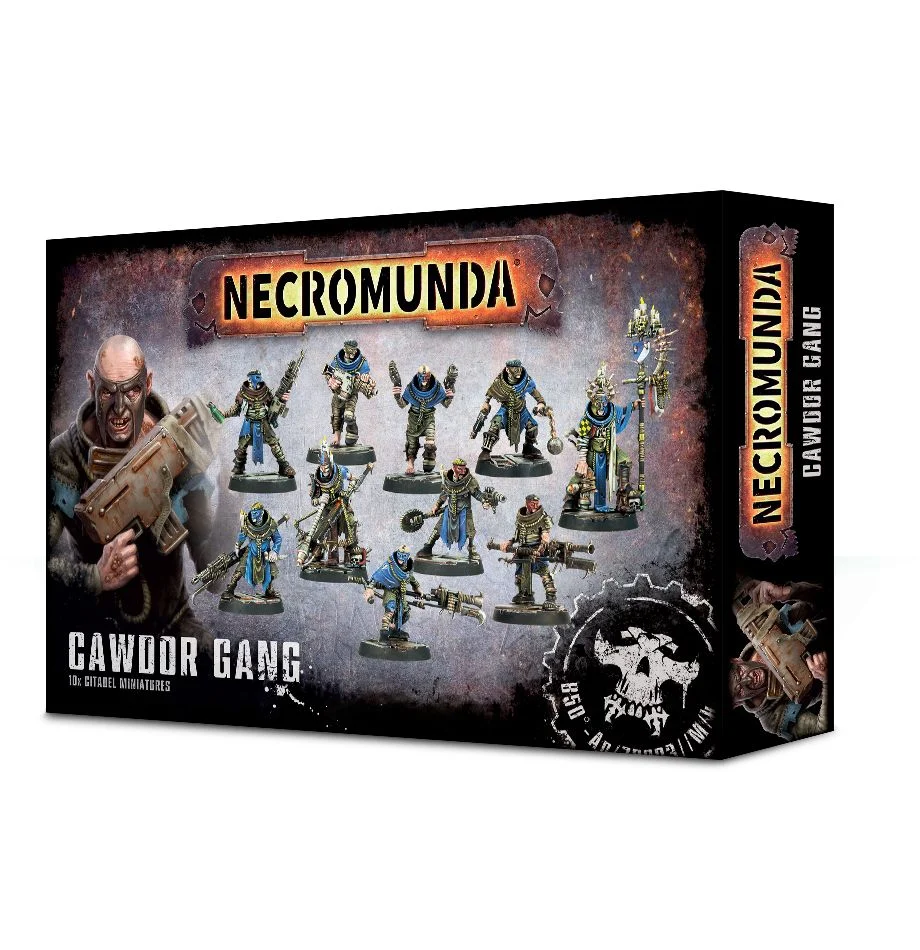 NECROMUNDA
CAWDOR GANG
10x CITADEL MINIATURES
NECROMUNDA
CAWDOR GANG